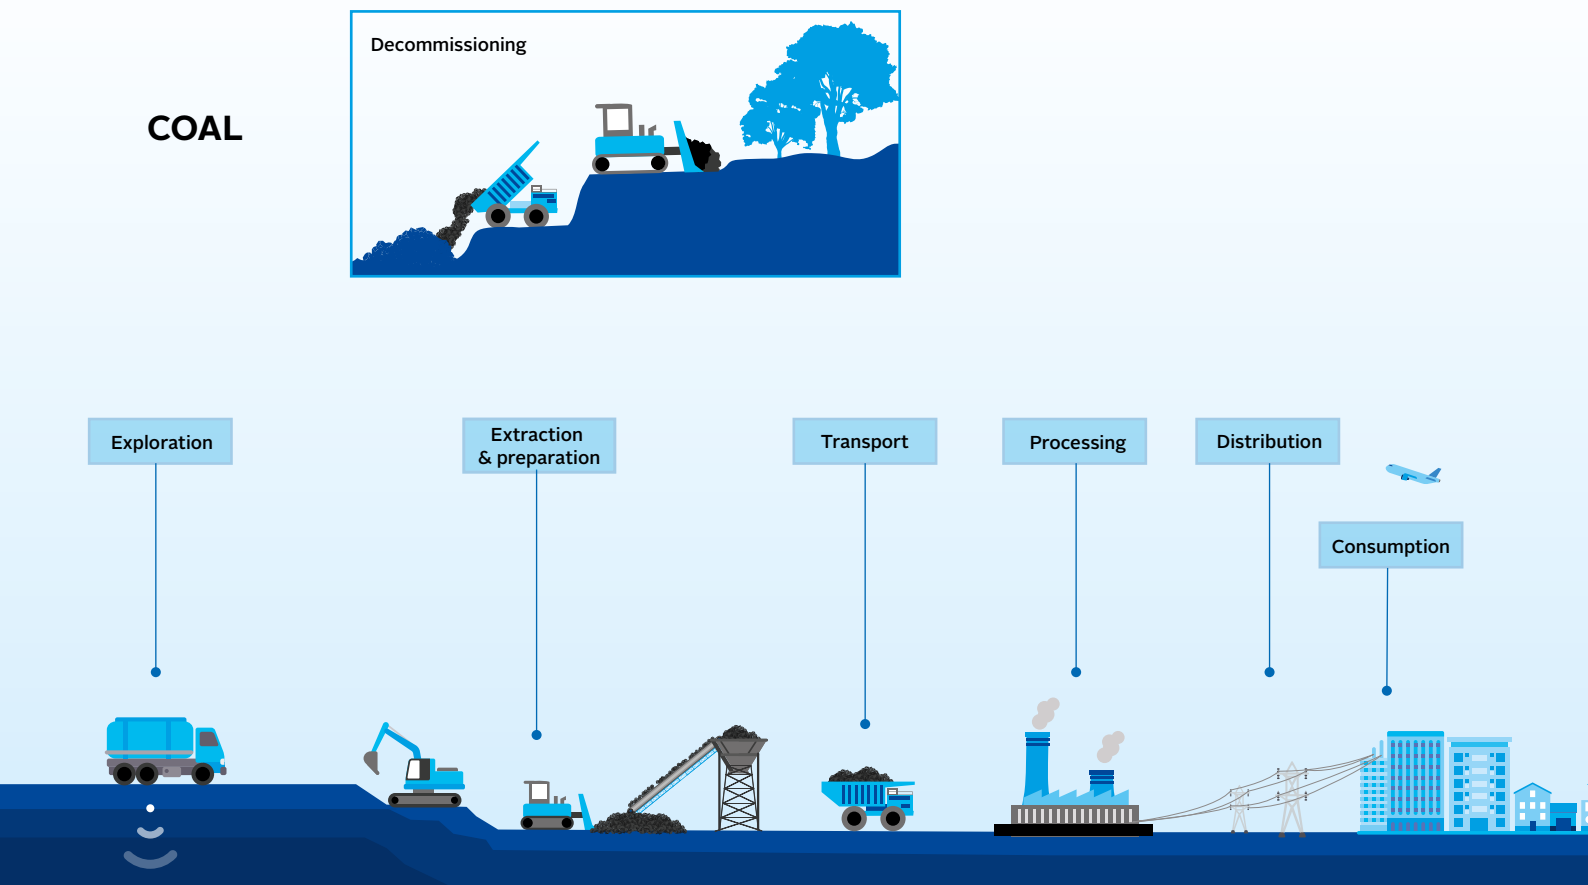 Decommissioning
COAL
Exploration
Extraction
& preparation
Transport
Processing
Distribution
Consumption